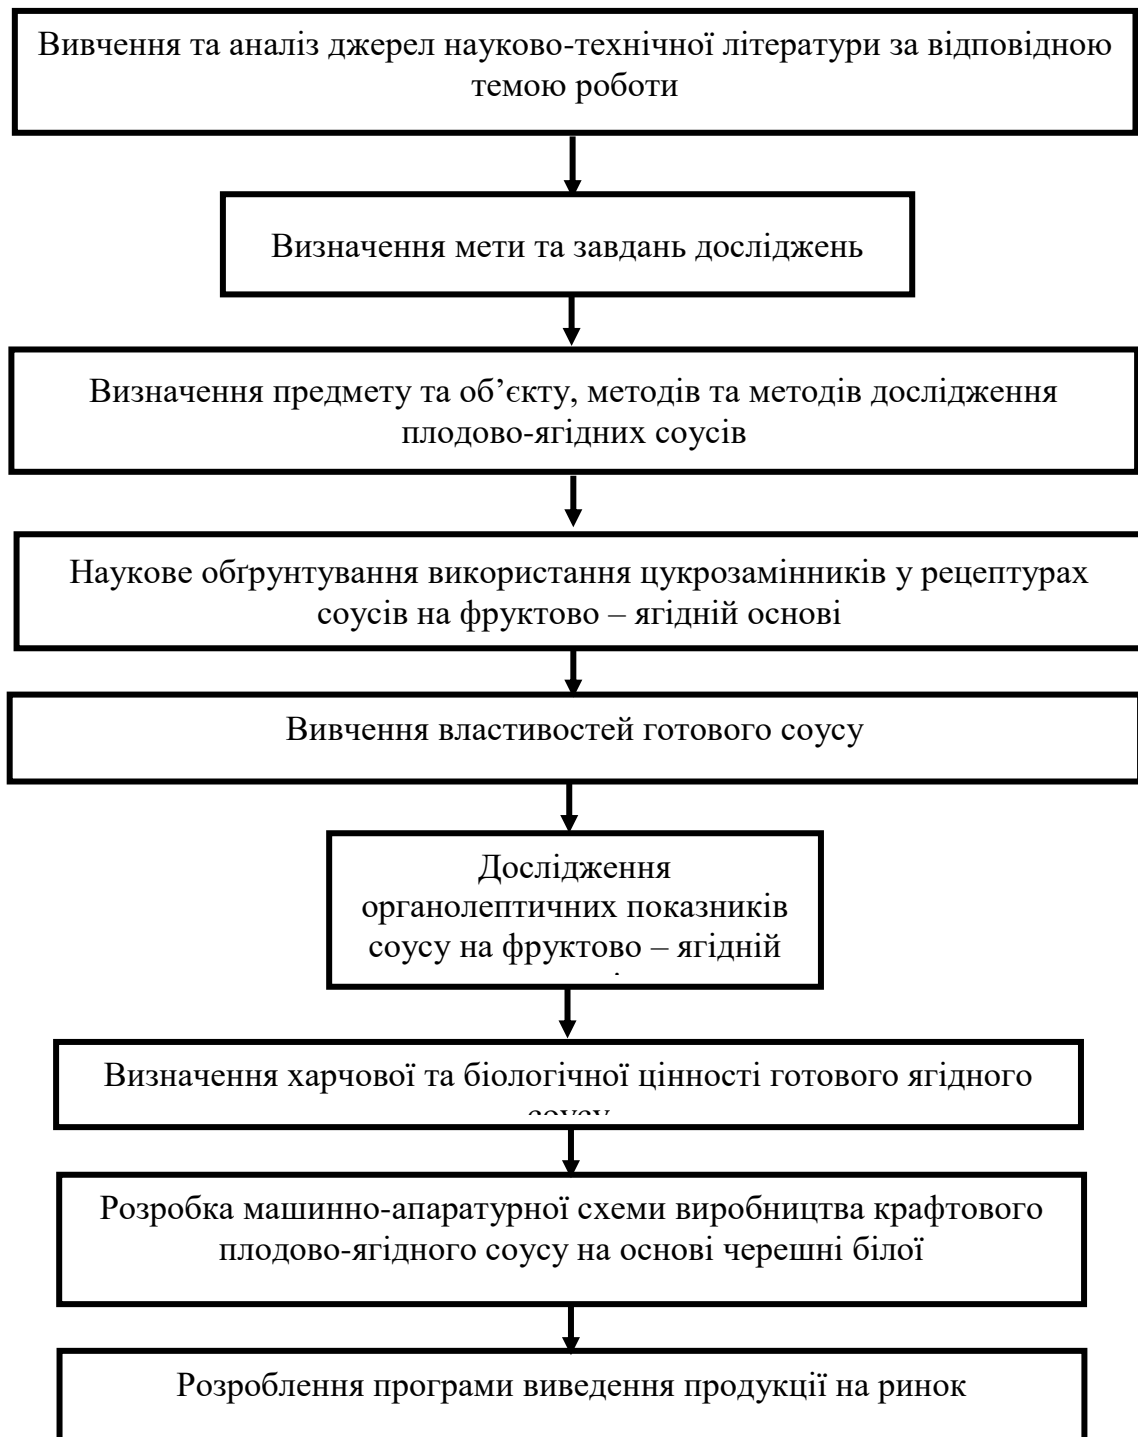 Вивчення та аналіз джерел науково-технічної літератури за відповідною
темою роботи
Визначення мети та завдань досліджень
Визначення предмету та об’єкту, методів та методів дослідження
плодово-ягідних соусів
Наукове обґрунтування використання цукрозамінників у рецептурах
соусів на фруктово – ягідній основі
Вивчення властивостей готового соусу
Дослідження
органолептичних показників
соусу на фруктово – ягідній
Визначення харчової та біологічної цінності готового ягідного
соусу
Розробка машинно-апаратурної схеми виробництва крафтового
плодово-ягідного соусу на основі черешні білої
Розроблення програми виведення продукції на ринок